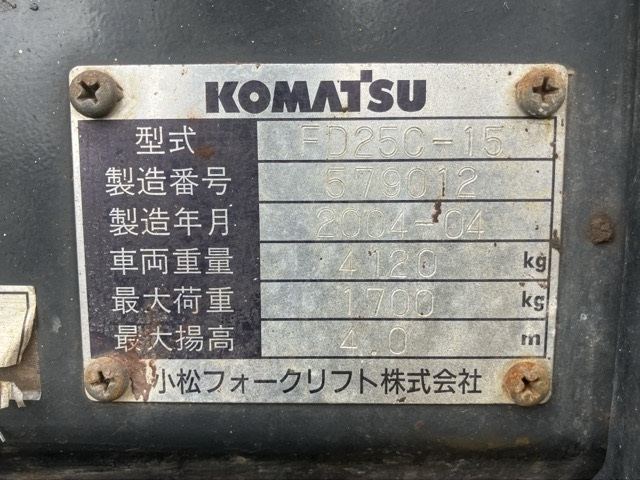 KOMATSU
型式 FD25C-15
製造番号 579012
製造年月 2004-04
車両重量 4120 kg
最大荷重 1700 kg
最大揚高 4.0 m
小松フォークリフト株式会社